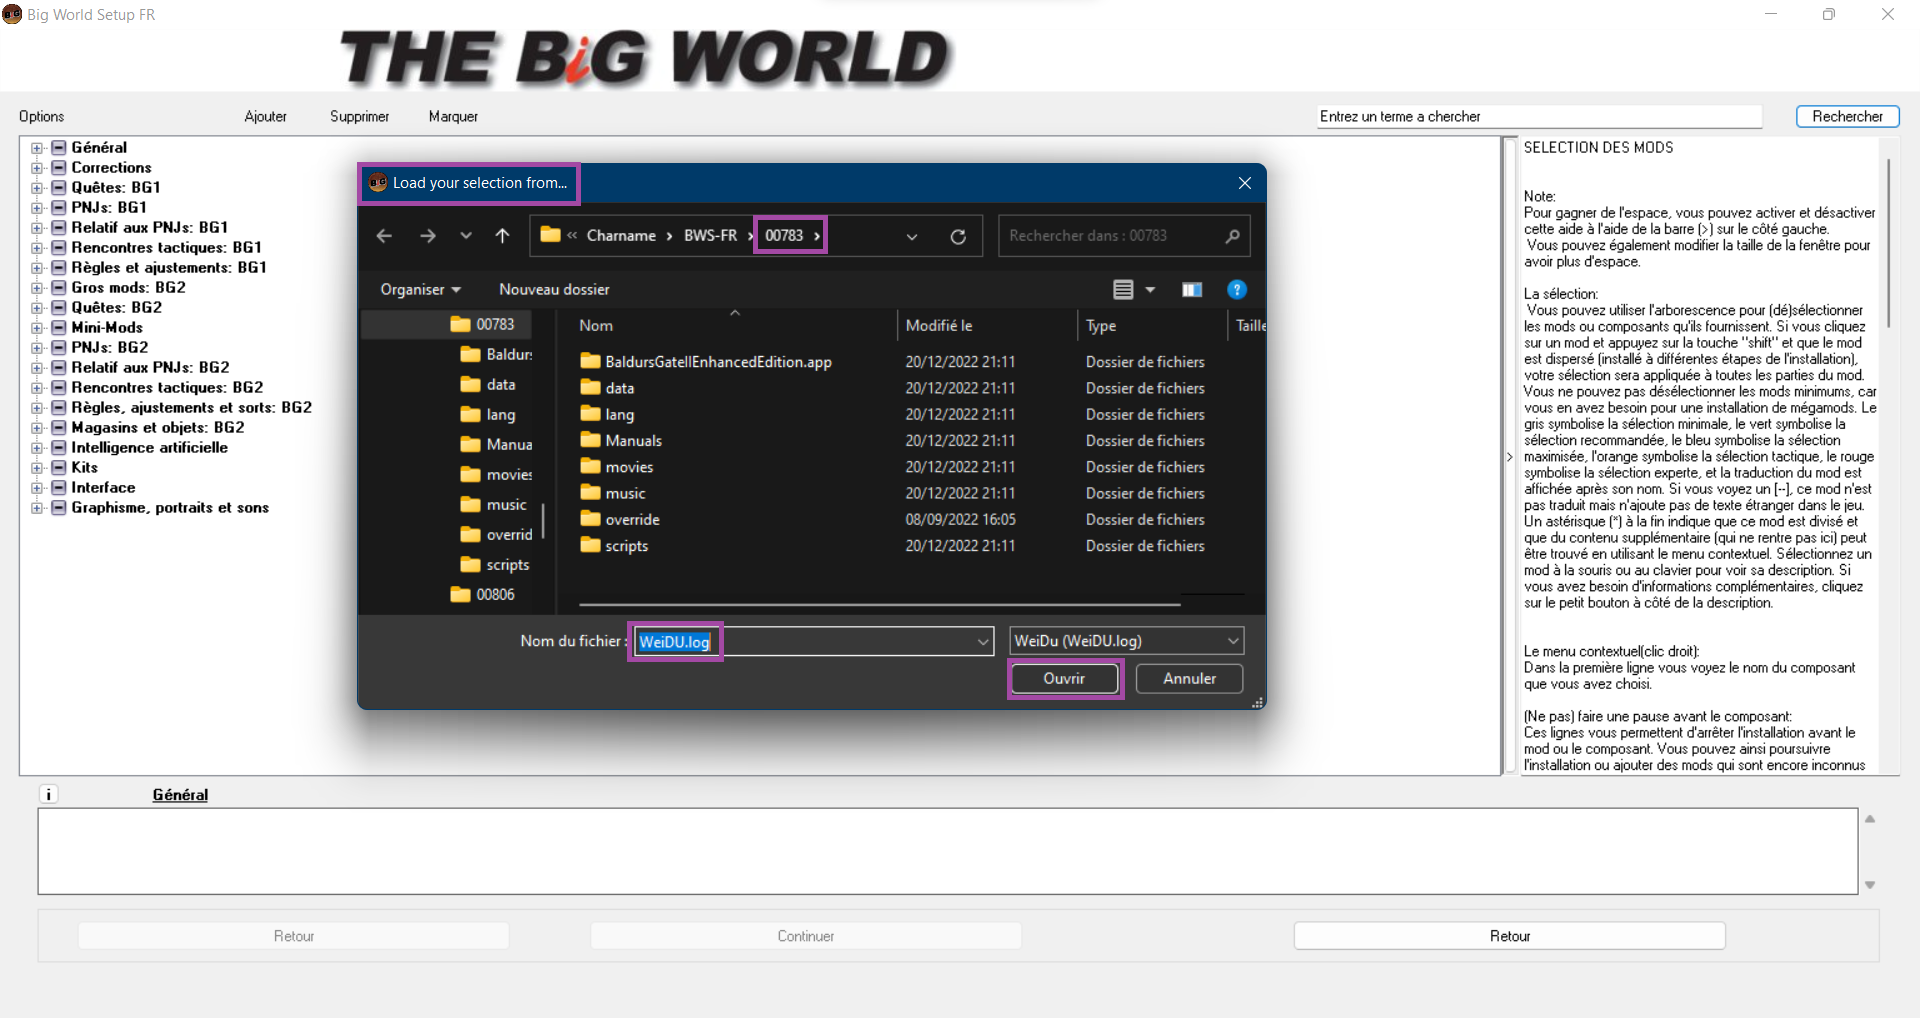 Big World Setup FR
THE BiG WORLD
Options
Ajouter
Supprimer
Marquer
Entrez un terme a chercher
Rechercher
Général
Corrections
Quêtes: BG1
PNJs: BG1
Relatif aux PNJs: BG1
Rencontres tactiques: BG1
Règles et ajustements: BG1
Gros mods: BG2
Quêtes: BG2
Mini-Mods
PNJs: BG2
Relatif aux PNJs: BG2
Rencontres tactiques: BG2
Règles, ajustements et sorts: BG2
Magasins et objets: BG2
Intelligence artificielle
Kits
Interface
Graphisme, portraits et sons
Load your selection from...
« Charname > BWS-FR > 00783 >
Rechercher dans : 00783
Organiser
Nouveau dossier
00783
Baldur
data
lang
Manua
movies
music
overrid
scripts
00806
Nom Modifié le Type Taille
BaldursGateIIEnhancedEdition.app 20/12/2022 21:11 Dossier de fichiers
data 20/12/2022 21:11 Dossier de fichiers
lang 20/12/2022 21:11 Dossier de fichiers
Manuals 20/12/2022 21:11 Dossier de fichiers
movies 20/12/2022 21:11 Dossier de fichiers
music 20/12/2022 21:11 Dossier de fichiers
override 08/09/2022 16:05 Dossier de fichiers
scripts 20/12/2022 21:11 Dossier de fichiers
Nom du fichier : WeiDU.log
WeiDu (WeiDU.log)
Ouvrir
Annuler
SELECTION DES MODS
Note:
Pour gagner de l'espace, vous pouvez activer et désactiver
cette aide à l'aide de la barre (>) sur le côté gauche.
Vous pouvez également modifier la taille de la fenêtre pour
avoir plus d'espace.
La sélection:
Vous pouvez utiliser l'arborescence pour (dé)sélectionner
les mods ou composants qu'ils fournissent. Si vous cliquez
sur un mod et appuyez sur la touche "shift" et que le mod
est dispersé (installé à différentes étapes de l'installation),
votre sélection sera appliquée à toutes les parties du mod.
Vous ne pouvez pas désélectionner les mods minimums, car
vous en avez besoin pour une installation de mégamods. Le
gris symbolise la sélection minimale, le vert symbolise la
sélection recommandée, le bleu symbolise la sélection
maximisée, l'orange symbolise la sélection tactique, le rouge
symbolise la sélection experte, et la traduction du mod est
affichée après son nom. Si vous voyez un [--], ce mod n'est
pas traduit mais n'ajoute pas de texte étranger dans le jeu.
Un astérisque (*) à la fin indique que ce mod est divisé et
que du contenu supplémentaire (qui ne rentre pas ici) peut
être trouvé en utilisant le menu contextuel. Sélectionnez un
mod à la souris ou au clavier pour voir sa description. Si
vous avez besoin d'informations complémentaires, cliquez
sur le petit bouton à côté de la description.
Le menu contextuel(clic droit):
Dans la première ligne vous voyez le nom du composant
que vous avez choisi.
(Ne pas) faire une pause avant le composant:
Ces lignes vous permettent d'arrêter l'installation avant le
mod ou le composant. Vous pouvez ainsi poursuivre
l'installation ou ajouter des mods qui sont encore inconnus
>
i
Général
Retour
Continuer
Retour